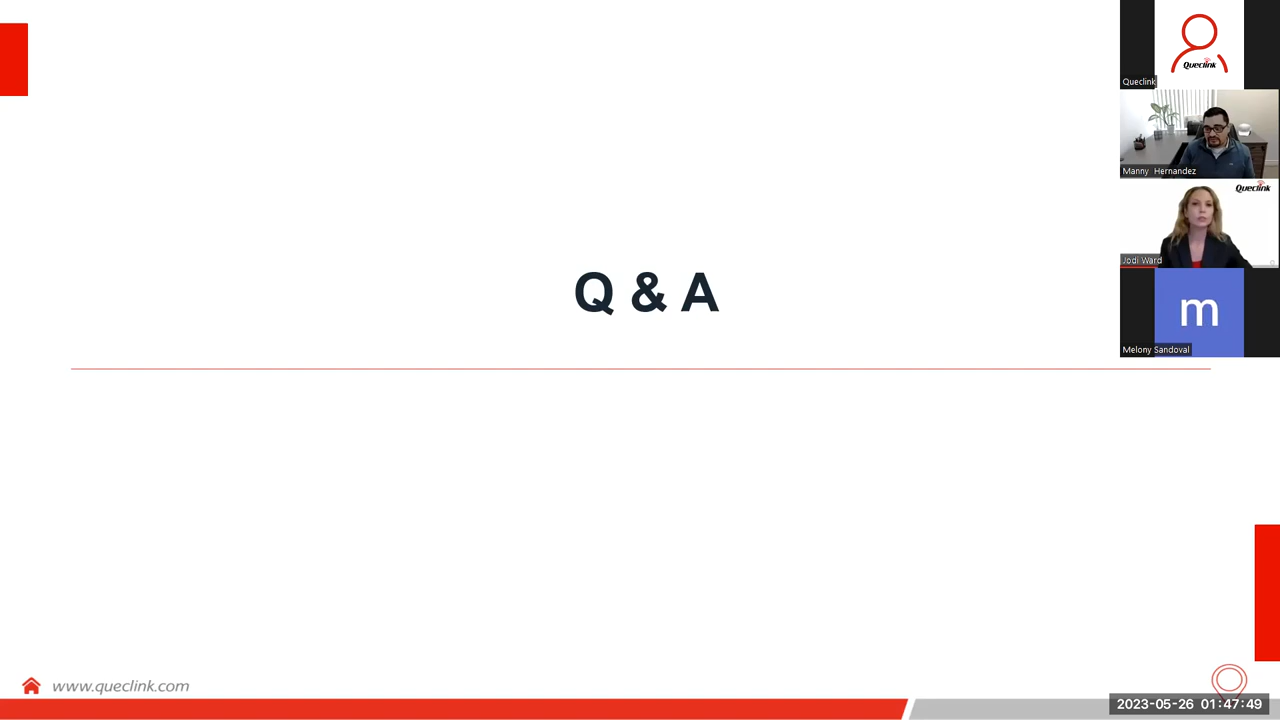 Queclink
Queclink
Manny Hernandez
Queclink
Jodi Ward
m
Melony Sandoval
Q & A
www.queclink.com
2023-05-26 01:47:49